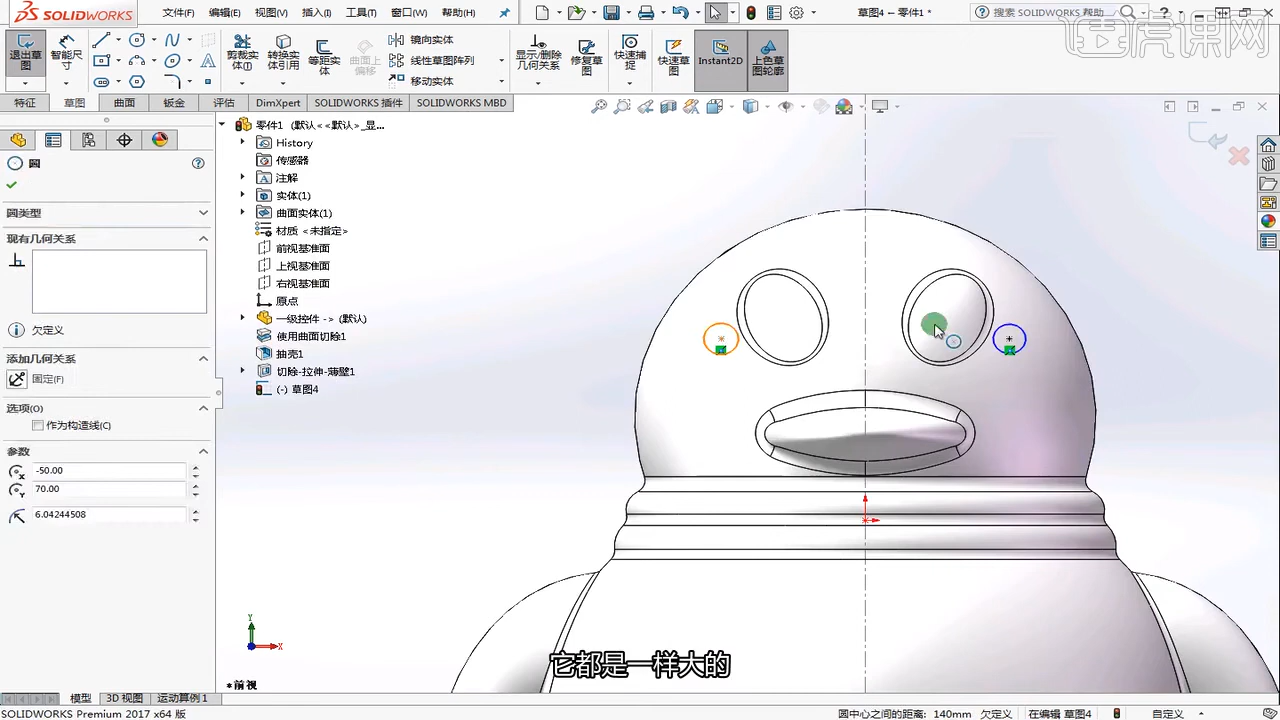 SOLIDWORKS 文件(F) 编辑(E) 视图(V) 插入(I) 工具(T) 窗口(W) 帮助(H) 草图4 ← 零件1 * 搜索 SOLIDWORKS 帮助
虎课网
退出草图 智能尺寸 剪裁实体(T) 转换实体引用 等距实体 曲面上偏移 镜向实体 线性草图阵列 移动实体 显示/删除几何关系 修复草图 快速捕捉 快速草图 Instant2D 上色草图轮廓
特征 草图 曲面 钣金 评估 DimXpert SOLIDWORKS 插件 SOLIDWORKS MBD
圆
圆类型
现有几何关系
欠定义
添加几何关系
固定(F)
选项(O)
作为构造线(C)
参数
-50.00
70.00
6.04244508
零件1 (默认<<默认>_显...
History
传感器
注解
实体(1)
曲面实体(1)
材质 <未指定>
前视基准面
上视基准面
右视基准面
原点
一级控件 -> (默认)
使用曲面切除1
抽壳1
切除-拉伸-薄壁1
(-) 草图4
Y
X
它都是一样大的
*前视
模型 3D 视图 运动算例 1
SOLIDWORKS Premium 2017 x64 版 圆中心之间的距离: 140mm 欠定义 在编辑 草图4 自定义